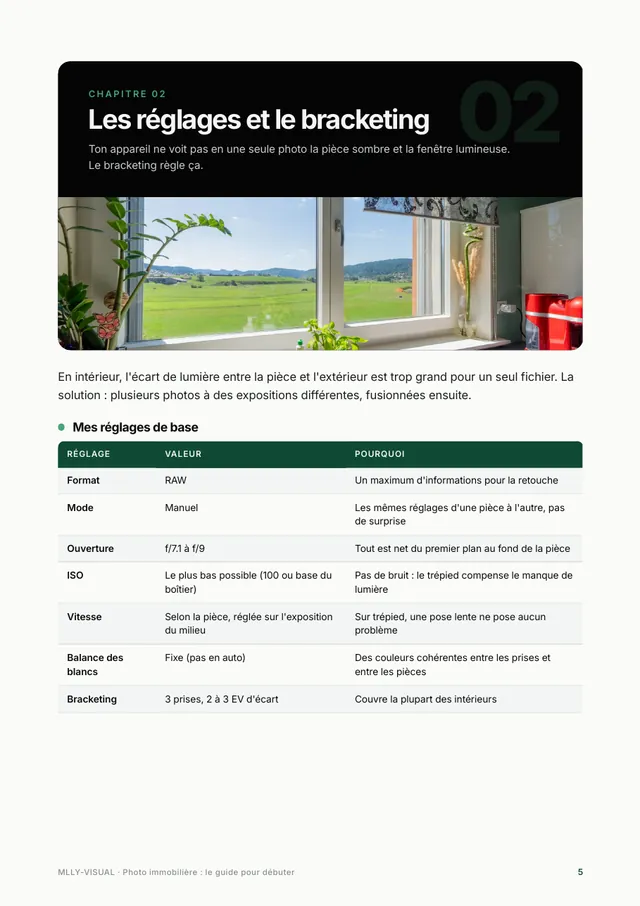 CHAPITRE 02
02
Les réglages et le bracketing
Ton appareil ne voit pas en une seule photo la pièce sombre et la fenêtre lumineuse.
Le bracketing règle ça.
En intérieur, l'écart de lumière entre la pièce et l'extérieur est trop grand pour un seul fichier. La
solution : plusieurs photos à des expositions différentes, fusionnées ensuite.
Mes réglages de base
RÉGLAGE VALEUR POURQUOI
Format RAW Un maximum d'informations pour la retouche
Mode Manuel Les mêmes réglages d'une pièce à l'autre, pas
de surprise
Ouverture f/7.1 à f/9 Tout est net du premier plan au fond de la pièce
ISO Le plus bas possible (100 ou base du Pas de bruit : le trépied compense le manque de
boîtier) lumière
Vitesse Selon la pièce, réglée sur l'exposition Sur trépied, une pose lente ne pose aucun
du milieu problème
Balance des Fixe (pas en auto) Des couleurs cohérentes entre les prises et
blancs entre les pièces
Bracketing 3 prises, 2 à 3 EV d'écart Couvre la plupart des intérieurs
MLLY-VISUAL · Photo immobilière : le guide pour débuter 5